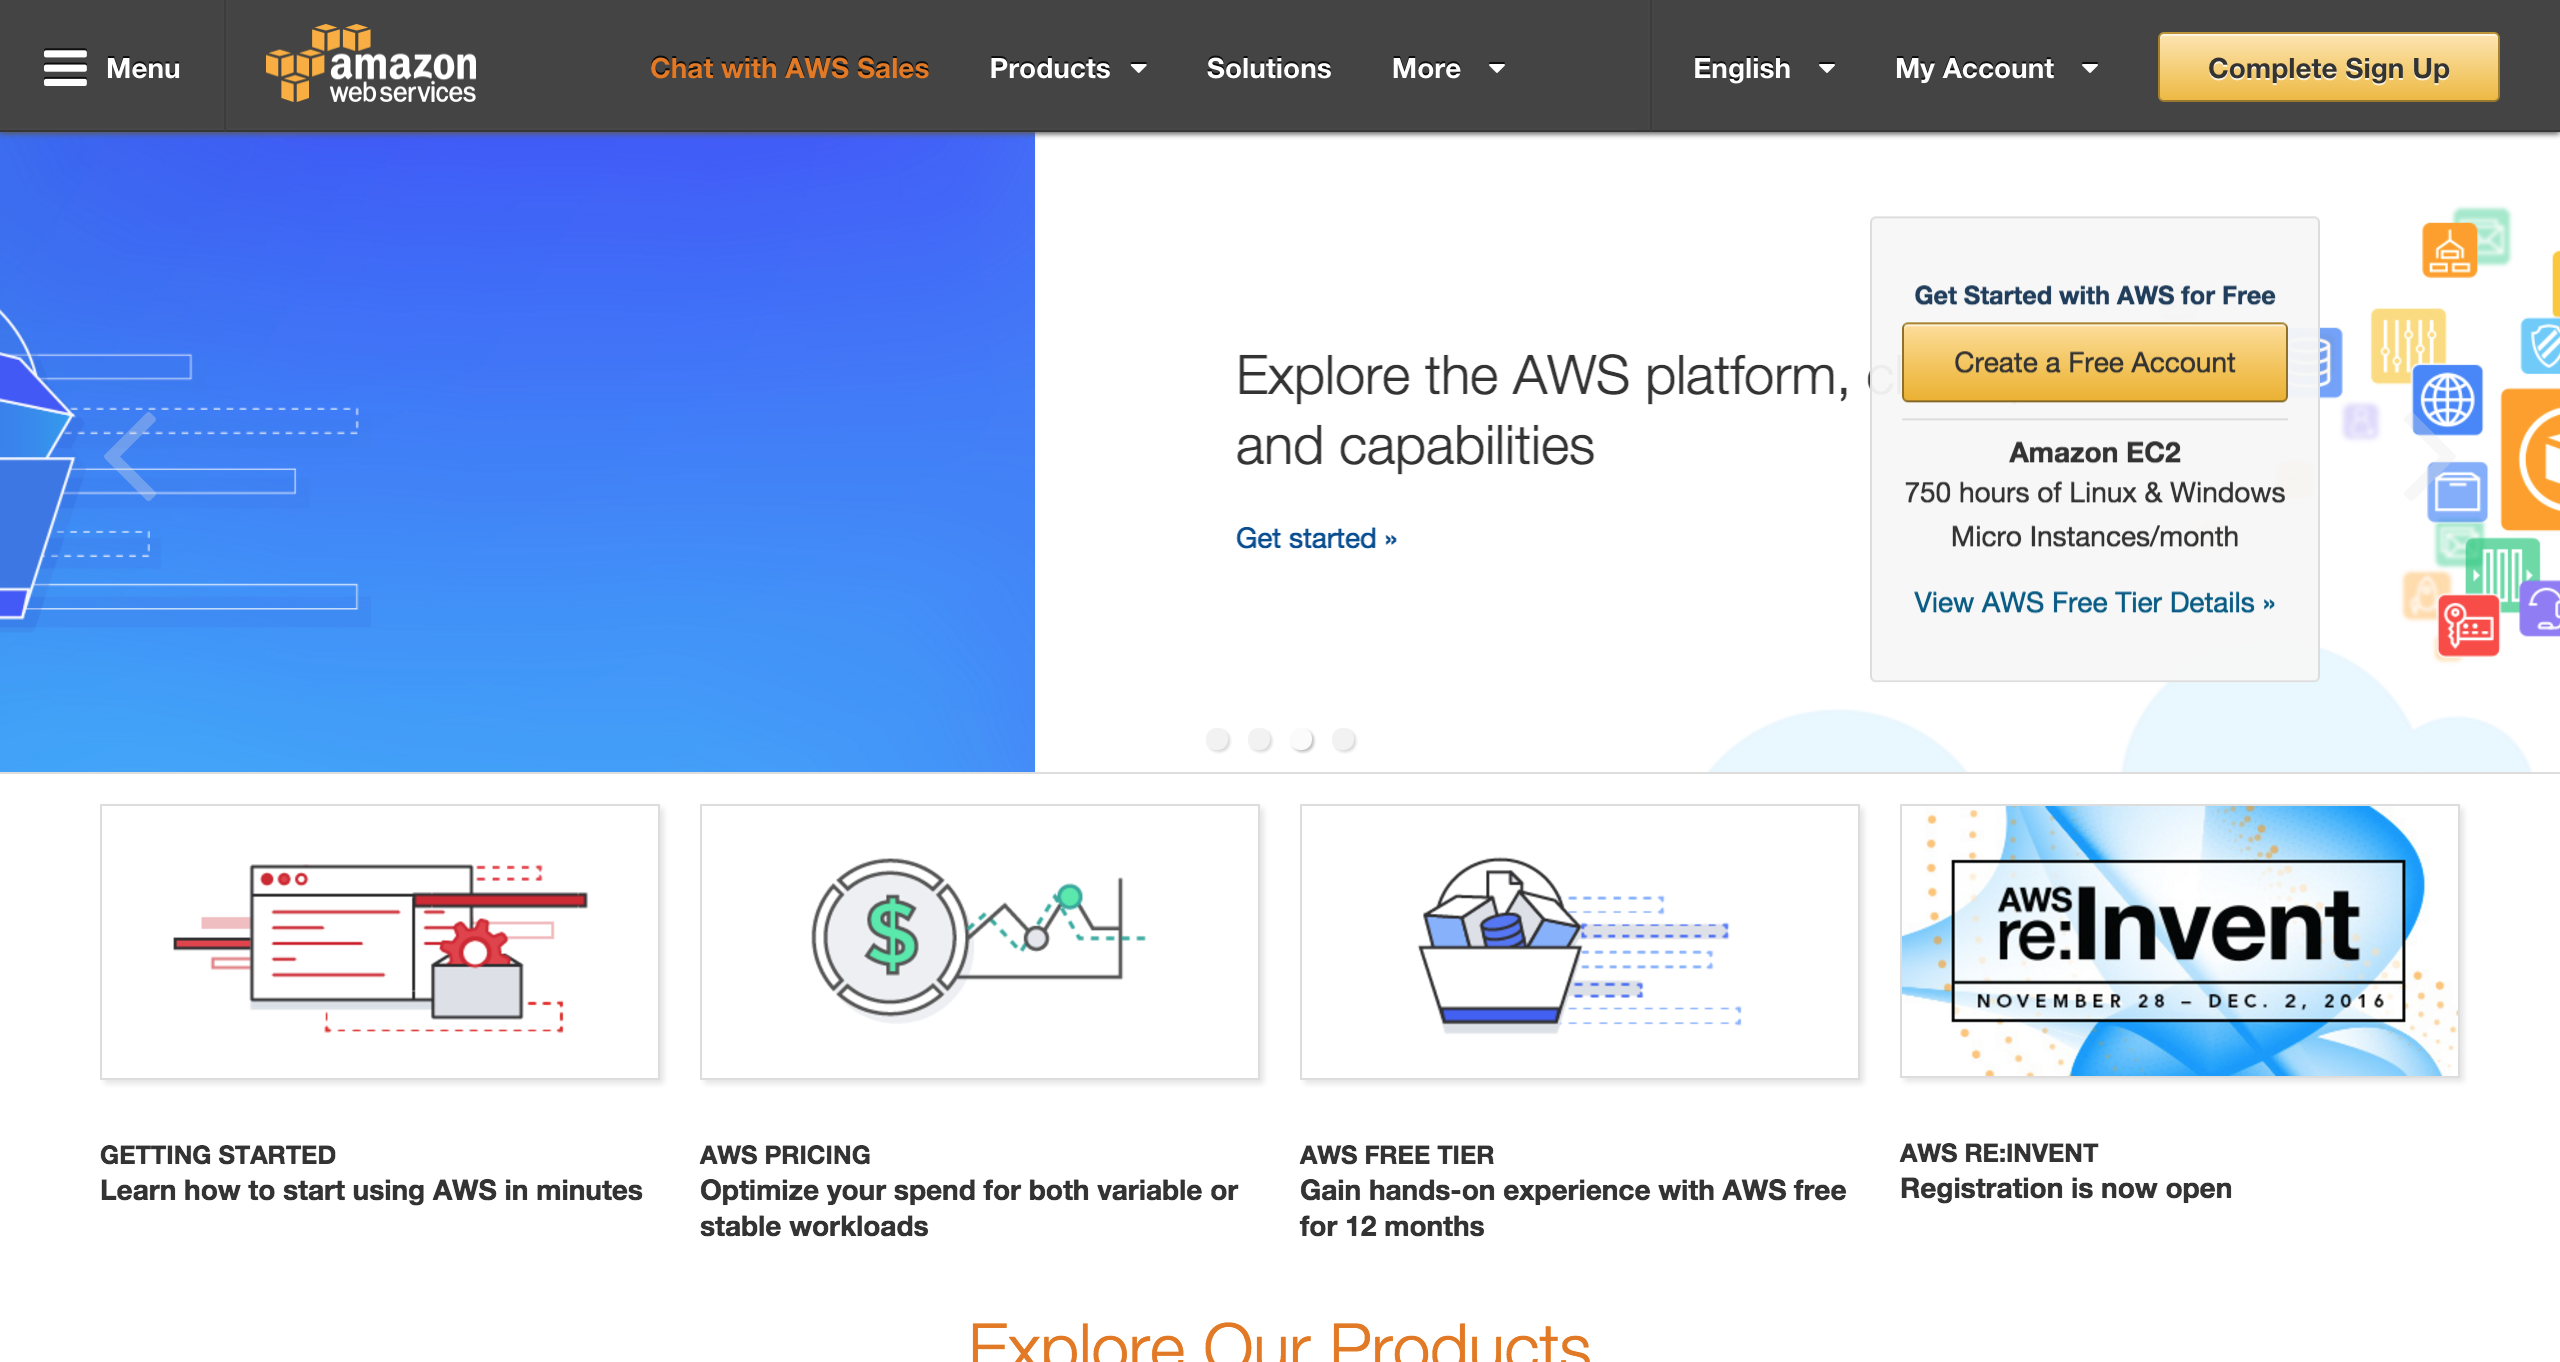 Menu
amazon
web services
Chat with AWS Sales
Products
Solutions
More
English
My Account
Complete Sign Up
Explore the AWS platform,
and capabilities
Get started »
Get Started with AWS for Free
Create a Free Account
Amazon EC2
750 hours of Linux & Windows
Micro Instances/month
View AWS Free Tier Details »
$
AWS
re:Invent
NOVEMBER 28 – DEC. 2, 2016
GETTING STARTED
Learn how to start using AWS in minutes
AWS PRICING
Optimize your spend for both variable or
stable workloads
AWS FREE TIER
Gain hands-on experience with AWS free
for 12 months
AWS RE:INVENT
Registration is now open
Explore Our Products